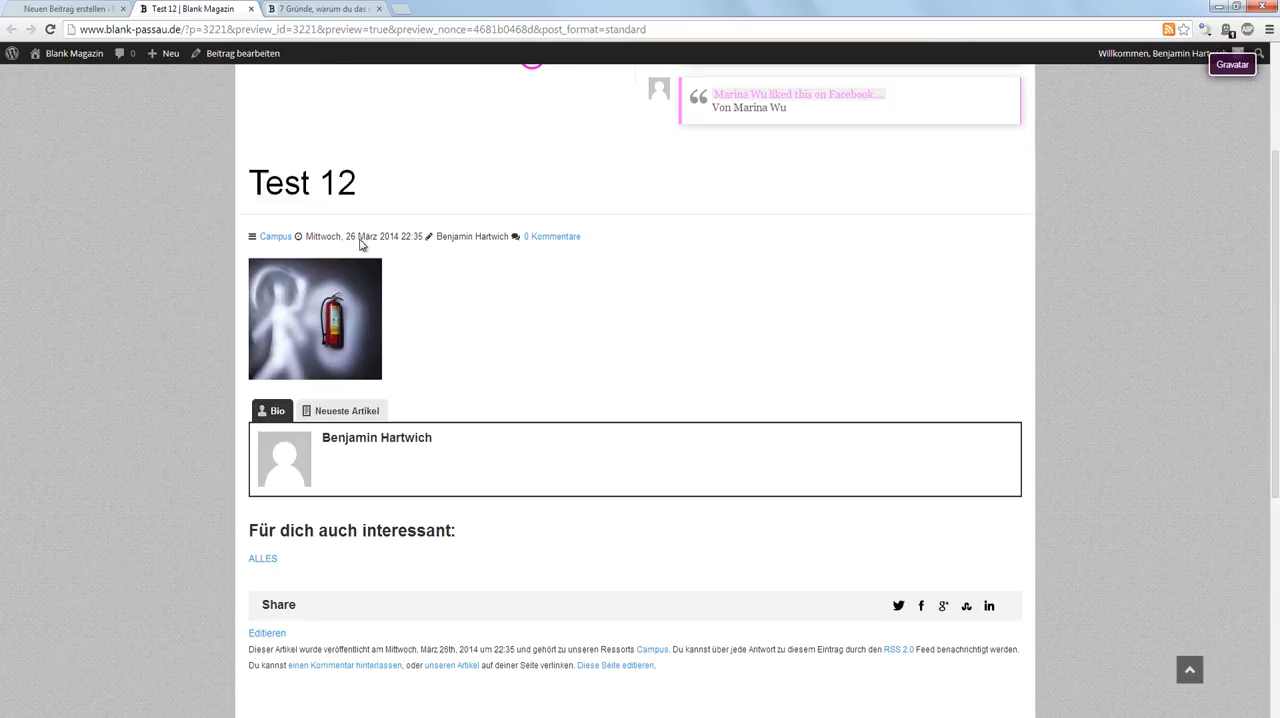 Neuen Beitrag erstellen ‹
Test 12 | Blank Magazin
7 Gründe, warum du das
www.blank-passau.de/?p=3221&preview_id=3221&preview=true&preview_nonce=4681b0468d&post_format=standard
Blank Magazin 0 Neu Beitrag bearbeiten Willkommen, Benjamin Hartwich
Gravatar
Marina Wu liked this on Facebook....
Von Marina Wu
Test 12
Campus Mittwoch, 26 März 2014 22:35 Benjamin Hartwich 0 Kommentare
Bio Neueste Artikel
Benjamin Hartwich
Für dich auch interessant:
ALLES
Share
Editieren
Dieser Artikel wurde veröffentlicht am Mittwoch, März 26th, 2014 um 22:35 und gehört zu unseren Ressorts Campus. Du kannst über jede Antwort zu diesem Eintrag durch den RSS 2.0 Feed benachrichtigt werden.
Du kannst einen Kommentar hinterlassen, oder unseren Artikel auf deiner Seite verlinken. Diese Seite editieren.